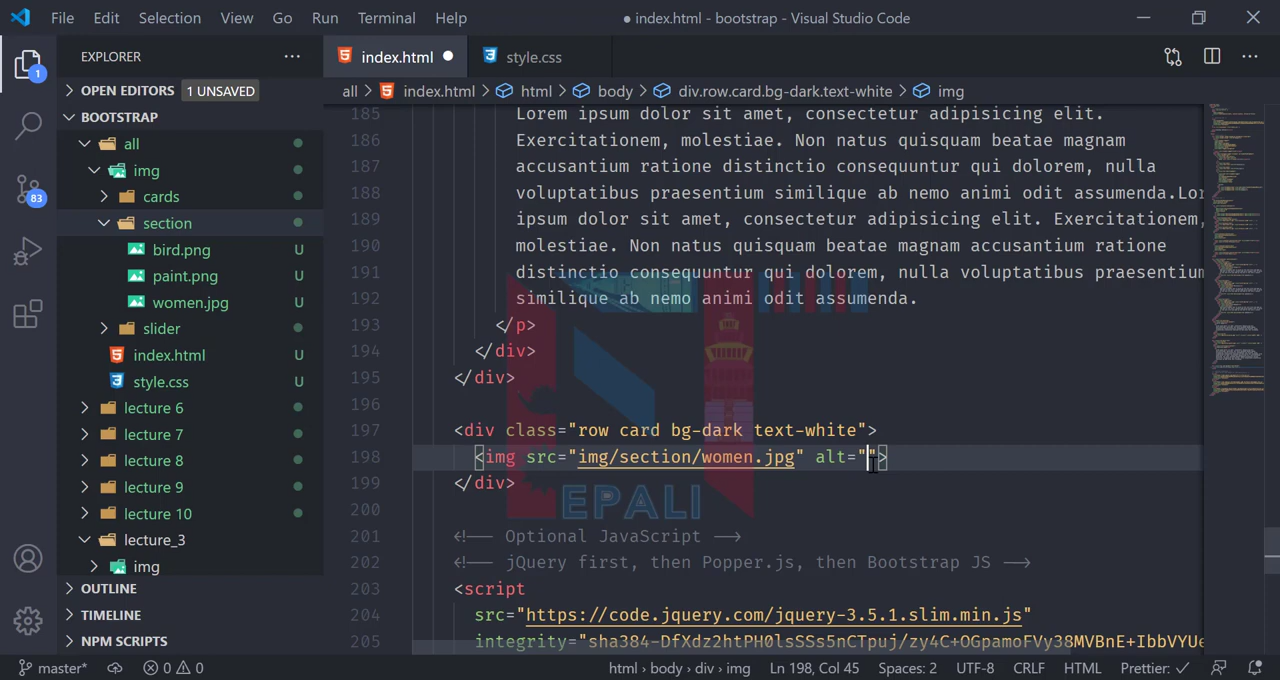 File Edit Selection View Go Run Terminal Help ● index.html - bootstrap - Visual Studio Code
EXPLORER ··· index.html ● style.css ···
OPEN EDITORS 1 UNSAVED
all > index.html > html > body > div.row.card.bg-dark.text-white > img
BOOTSTRAP
all
img
cards
section
bird.png U
paint.png U
women.jpg U
slider
index.html U
style.css U
lecture 6
lecture 7
lecture 8
lecture 9
lecture 10
lecture_3
img
OUTLINE
TIMELINE
NPM SCRIPTS
1
83
185 Lorem ipsum dolor sit amet, consectetur adipisicing elit.
186 Exercitationem, molestiae. Non natus quisquam beatae magnam
187 accusantium ratione distinctio consequuntur qui dolorem, nulla
188 voluptatibus praesentium similique ab nemo animi odit assumenda.Lor
189 ipsum dolor sit amet, consectetur adipisicing elit. Exercitationem,
190 molestiae. Non natus quisquam beatae magnam accusantium ratione
191 distinctio consequuntur qui dolorem, nulla voluptatibus praesentium
192 similique ab nemo animi odit assumenda.
193 </p>
194 </div>
195 </div>
196
197 <div class="row card bg-dark text-white">
198 <img src="img/section/women.jpg" alt="">
199 </div>
200
EPALI
201 <!-- Optional JavaScript -->
202 <!-- jQuery first, then Popper.js, then Bootstrap JS -->
203 <script
204 src="https://code.jquery.com/jquery-3.5.1.slim.min.js"
205 integrity="sha384-DfXdz2htPH0lsSSs5nCTpuj/zy4C+OGpamoFVy38MVBnE+IbbVYUe
master* 0 0 html > body > div > img Ln 198, Col 45 Spaces: 2 UTF-8 CRLF HTML Prettier: ✓